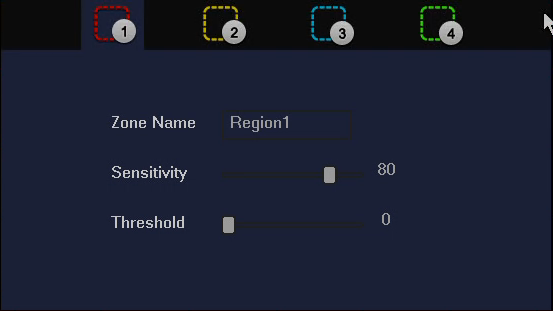 1 2 3 4
Zone Name Region1
Sensitivity 80
Threshold 0